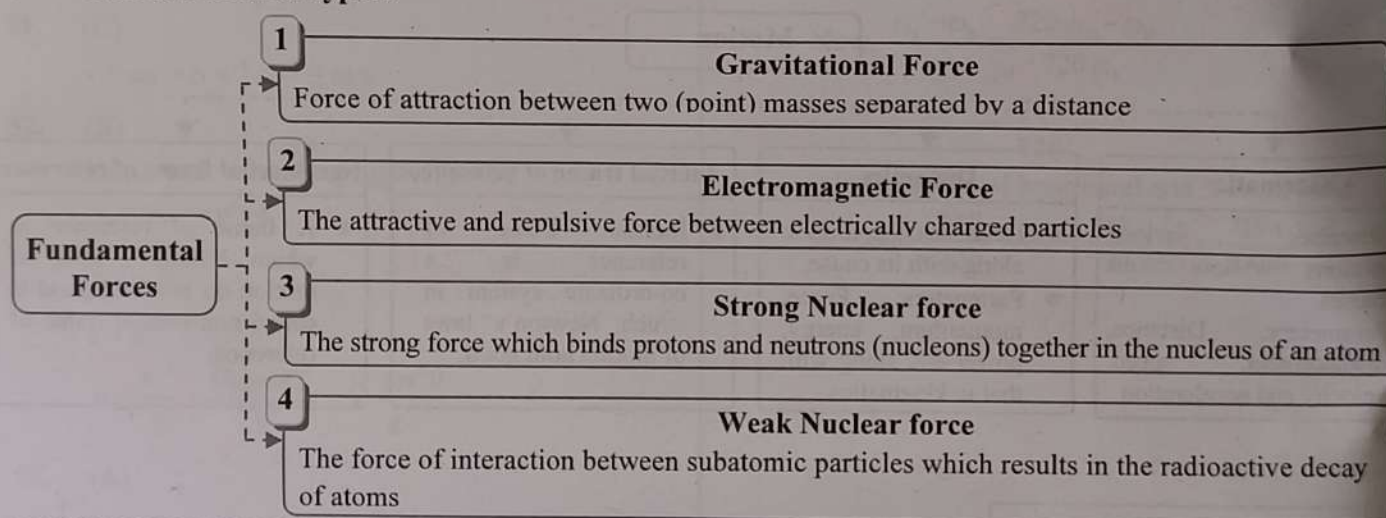 1
Gravitational Force
Force of attraction between two (point) masses separated by a distance
2
Electromagnetic Force
The attractive and repulsive force between electrically charged particles
Fundamental
Forces
3
Strong Nuclear force
The strong force which binds protons and neutrons (nucleons) together in the nucleus of an atom
4
Weak Nuclear force
The force of interaction between subatomic particles which results in the radioactive decay
of atoms